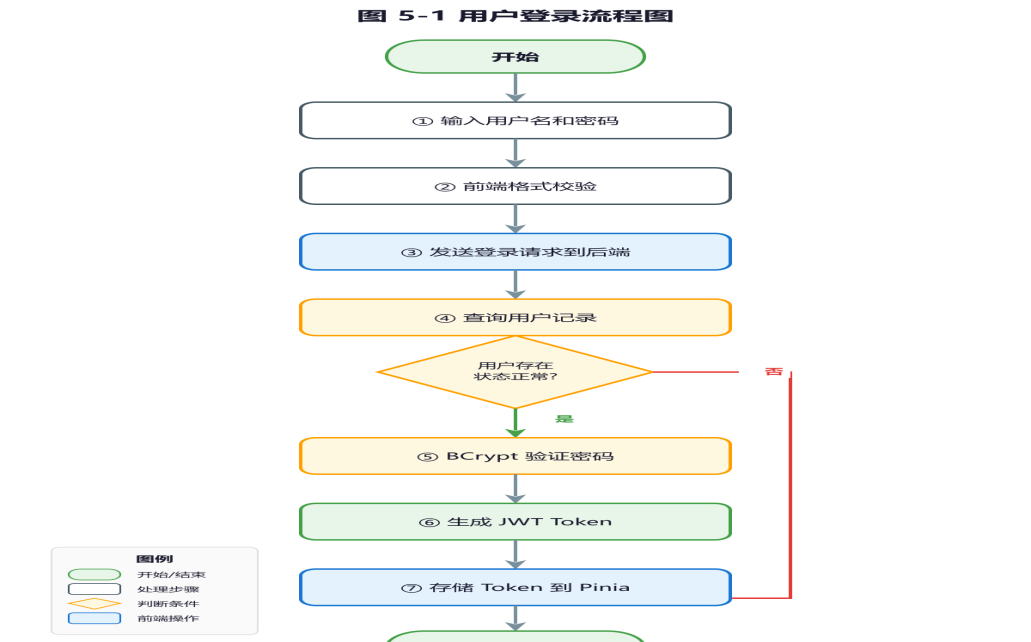 图 5-1 用户登录流程图
开始
① 输入用户名和密码
② 前端格式校验
③ 发送登录请求到后端
④ 查询用户记录
用户存在
状态正常?
否
是
⑤ BCrypt 验证密码
⑥ 生成 JWT Token
⑦ 存储 Token 到 Pinia
图例
开始/结束
处理步骤
判断条件
前端操作